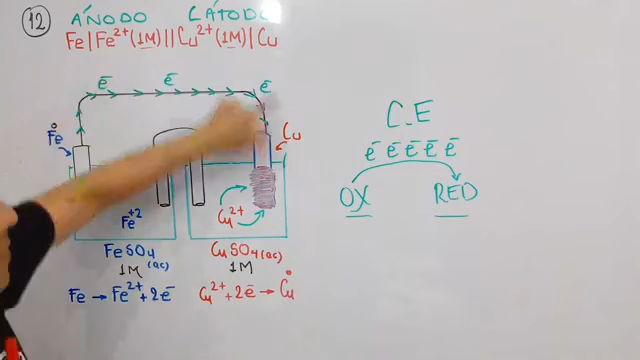 12
ÁNODO CÁTODO
Fe|Fe²⁺(1M)||Cu²⁺(1M)|Cu
e⁻ e⁻ e⁻
Fe° Cu
Fe⁺² Cu²⁺
FeSO₄ (ac) CuSO₄(ac)
1M 1M
Fe → Fe²⁺+2e⁻ Cu²⁺+2e⁻ → Cu°
C.E
e⁻ e⁻ e⁻ e⁻ e⁻
OX RED